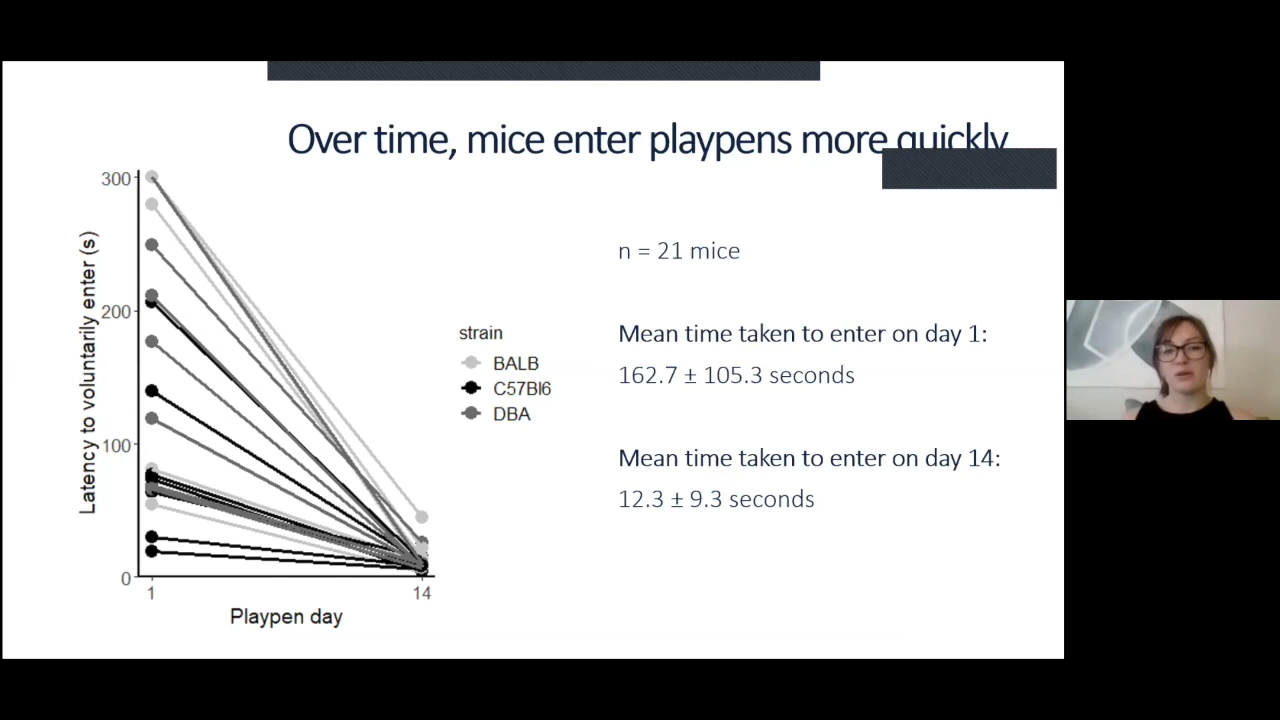 Over time, mice enter playpens more quickly
300
200
100
0
Latency to voluntarily enter (s)
1
14
Playpen day
strain
BALB
C57Bl6
DBA
n = 21 mice
Mean time taken to enter on day 1:
162.7 ± 105.3 seconds
Mean time taken to enter on day 14:
12.3 ± 9.3 seconds